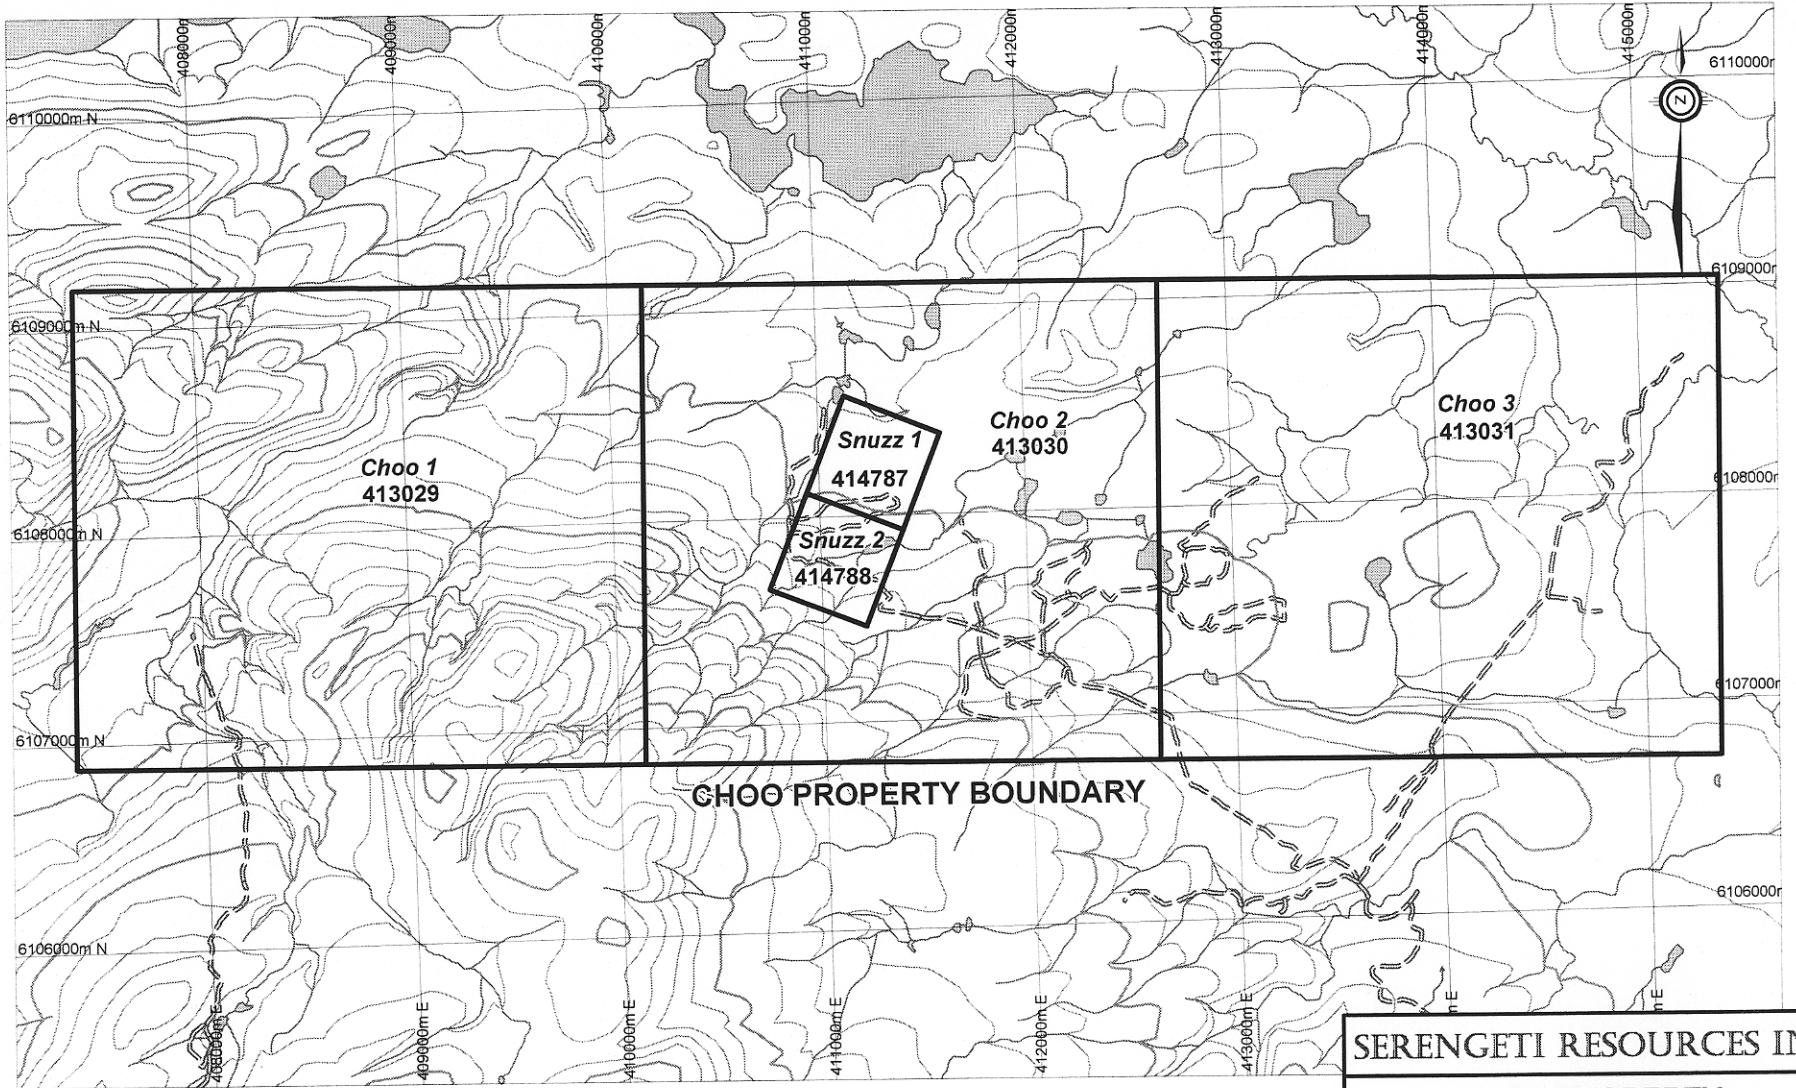 408000m
409000m
410000m
411000m
412000m
413000m
414000m
415000m
6110000m N
6110000m
N
6109000m
6109000m N
Choo 1
413029
Snuzz 1
414787
Snuzz 2
414788
Choo 2
413030
Choo 3
413031
6108000m
6108000m N
6107000m
6107000m N
CHOO PROPERTY BOUNDARY
6106000m
6106000m N
408000m E
409000m E
410000m E
411000m E
412000m E
413000m E
m E
m E
SERENGETI RESOURCES IN